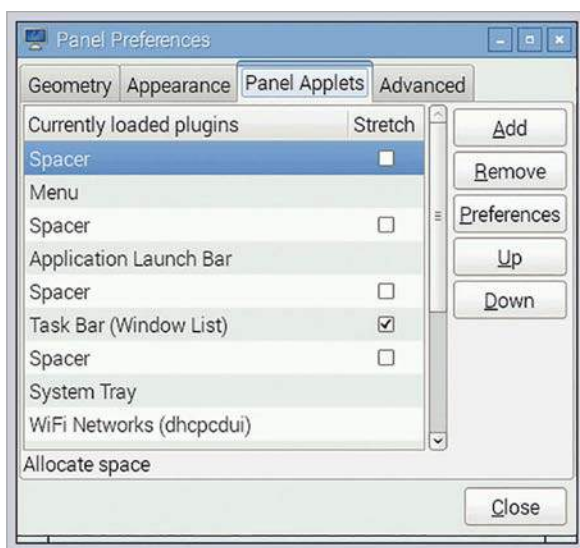 Panel Preferences
Geometry Appearance Panel Applets Advanced
Currently loaded plugins Stretch
Spacer
Menu
Spacer
Application Launch Bar
Spacer
Task Bar (Window List)
Spacer
System Tray
WiFi Networks (dhcpcdui)
Allocate space
Add
Remove
Preferences
Up
Down
Close